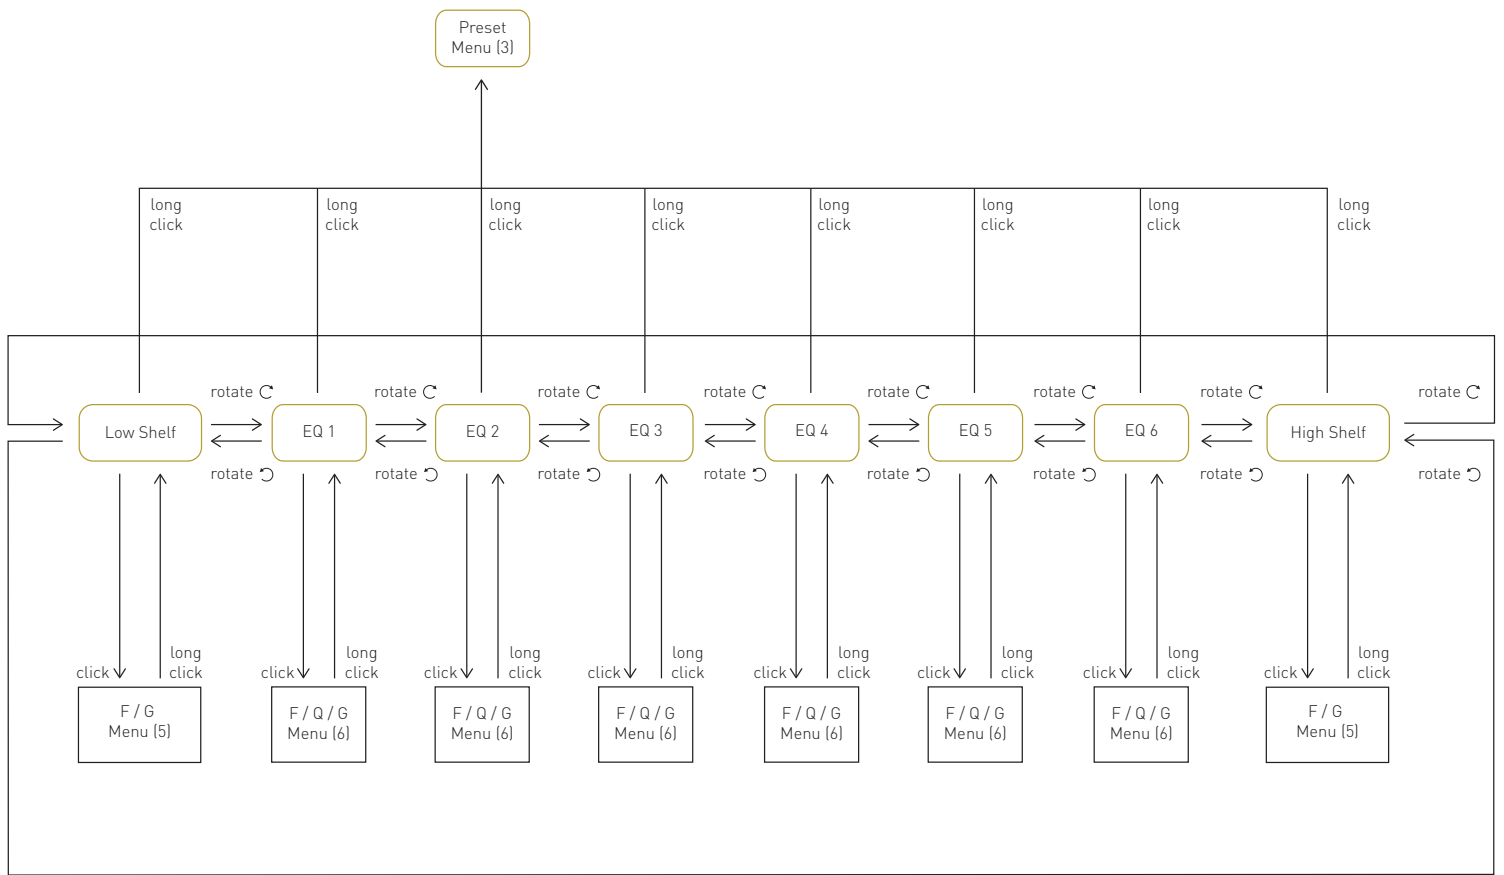 Preset
Menu (3)
long
click
long
click
long
click
long
click
long
click
long
click
long
click
long
click
rotate
rotate
rotate
rotate
rotate
rotate
rotate
rotate
Low Shelf
EQ 1
EQ 2
EQ 3
EQ 4
EQ 5
EQ 6
High Shelf
rotate
rotate
rotate
rotate
rotate
rotate
rotate
rotate
click
long
click
click
long
click
click
long
click
click
long
click
click
long
click
click
long
click
click
long
click
click
long
click
F / G
Menu (5)
F / Q / G
Menu (6)
F / Q / G
Menu (6)
F / Q / G
Menu (6)
F / Q / G
Menu (6)
F / Q / G
Menu (6)
F / Q / G
Menu (6)
F / G
Menu (5)